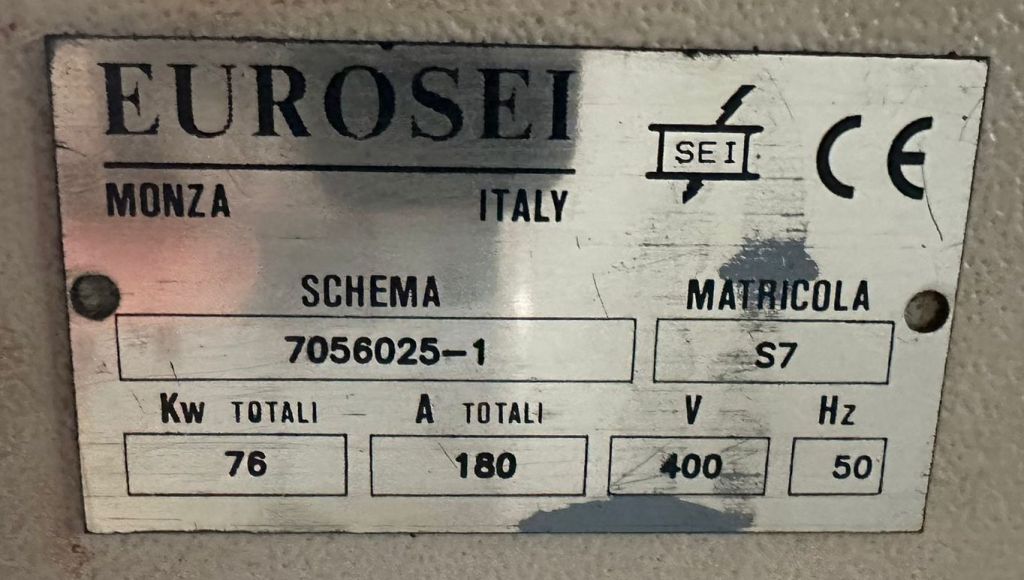 EUROSEI
MONZA ITALY
SEI
CE
SCHEMA MATRICOLA
7056025-1 S7
Kw TOTALI A TOTALI V Hz
76 180 400 50